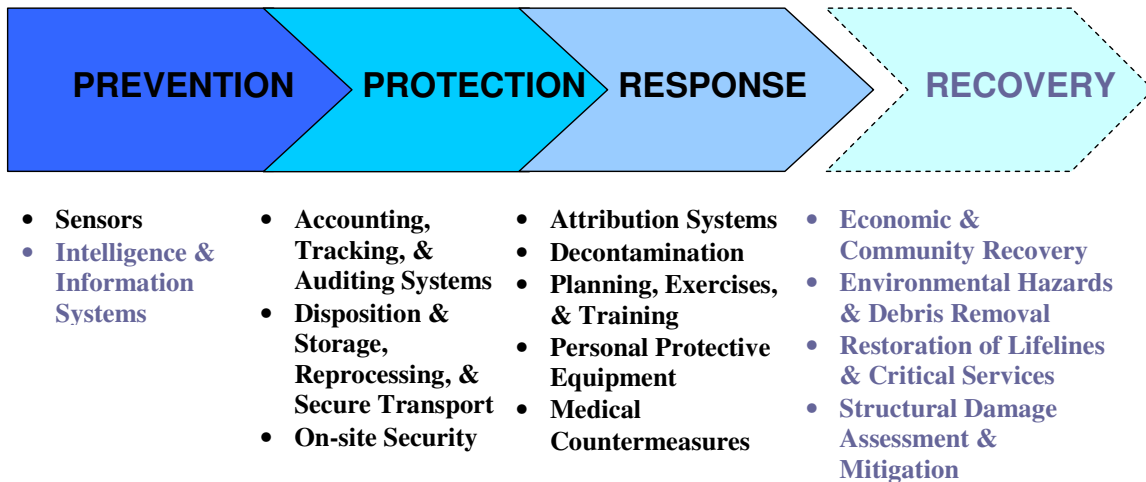 PREVENTION
PROTECTION
RESPONSE
RECOVERY
• Sensors
• Intelligence &
Information
Systems
• Accounting,
Tracking, &
Auditing Systems
• Disposition &
Storage,
Reprocessing, &
Secure Transport
• On-site Security
• Attribution Systems
• Decontamination
• Planning, Exercises,
& Training
• Personal Protective
Equipment
• Medical
Countermeasures
• Economic &
Community Recovery
• Environmental Hazards
& Debris Removal
• Restoration of Lifelines
& Critical Services
• Structural Damage
Assessment &
Mitigation